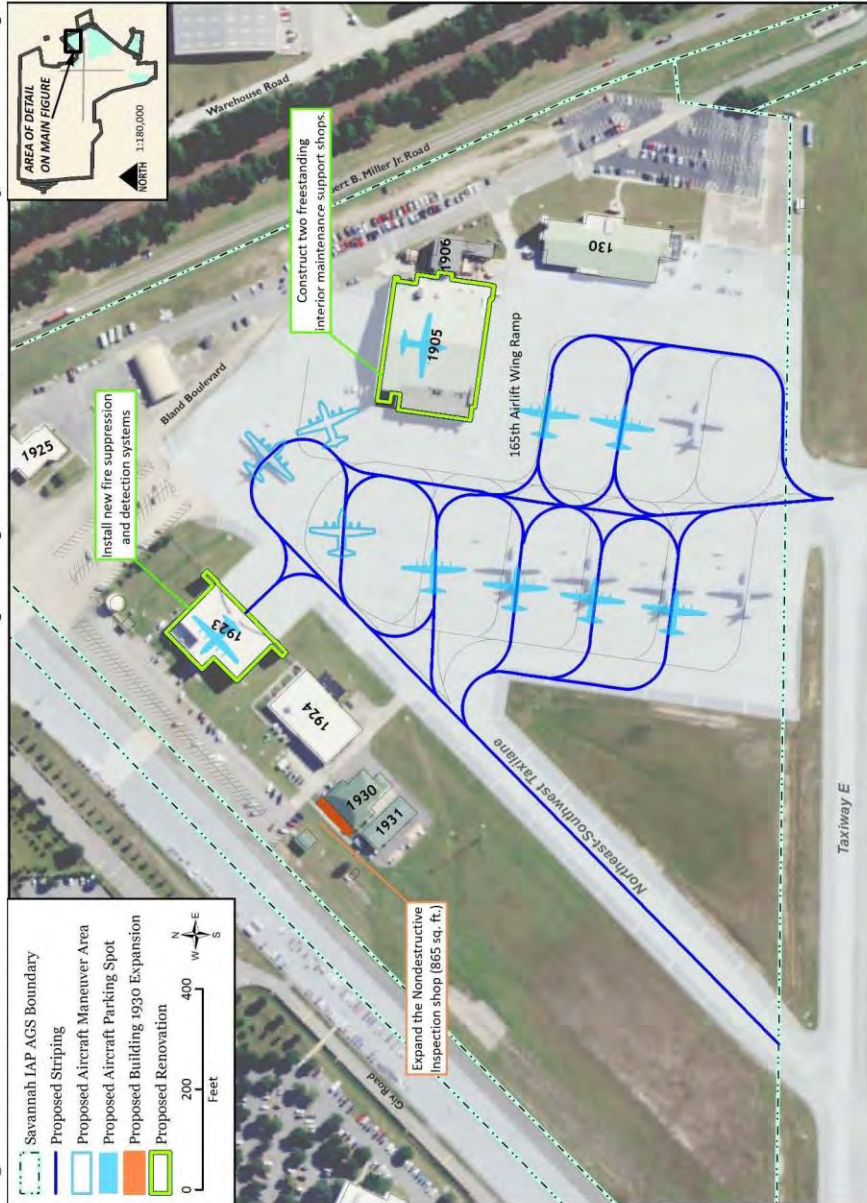 AREA OF DETAIL
ON MAIN FIGURE
NORTH
1:180,000
Savannah IAP AGS Boundary
Proposed Striping
Proposed Aircraft Maneuver Area
Proposed Aircraft Parking Spot
Proposed Building 1930 Expansion
Proposed Renovation
0 200 400
Feet
N
W E
S
Install new fire suppression
and detection systems
Construct two freestanding
interior maintenance support shops.
Expand the Nondestructive
Inspection shop (865 sq. ft.)
Warehouse Road
bert B. Miller Jr. Road
Bland Boulevard
1925
1923
1924
1930
1931
1905
1906
130
165th Airlift Wing Ramp
Northeast-Southwest Taxilane
Taxiway E